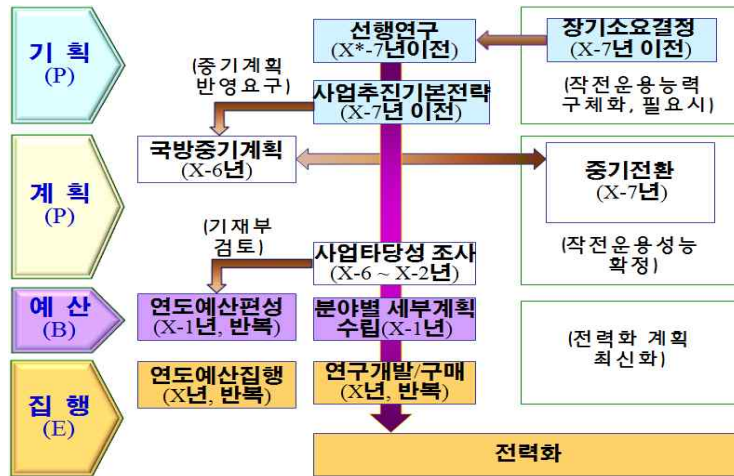 기 획
(P)
선행연구
(X*-7년이전)
장기소요결정
(X-7년 이전)
(중기계획
반영요구)
사업추진기본전략
(X-7년 이전)
(작전운용능력
구체화, 필요시)
계 획
(P)
국방중기계획
(X-6년)
중기전환
(X-7년)
(기재부
검토)
사업타당성 조사
(X-6 ~ X-2년)
(작전운용성능
확정)
예 산
(B)
연도예산편성
(X-1년, 반복)
분야별 세부계획
수립(X-1년)
(전력화 계획
최신화)
집 행
(E)
연도예산집행
(X년, 반복)
연구개발/구매
(X년, 반복)
전력화